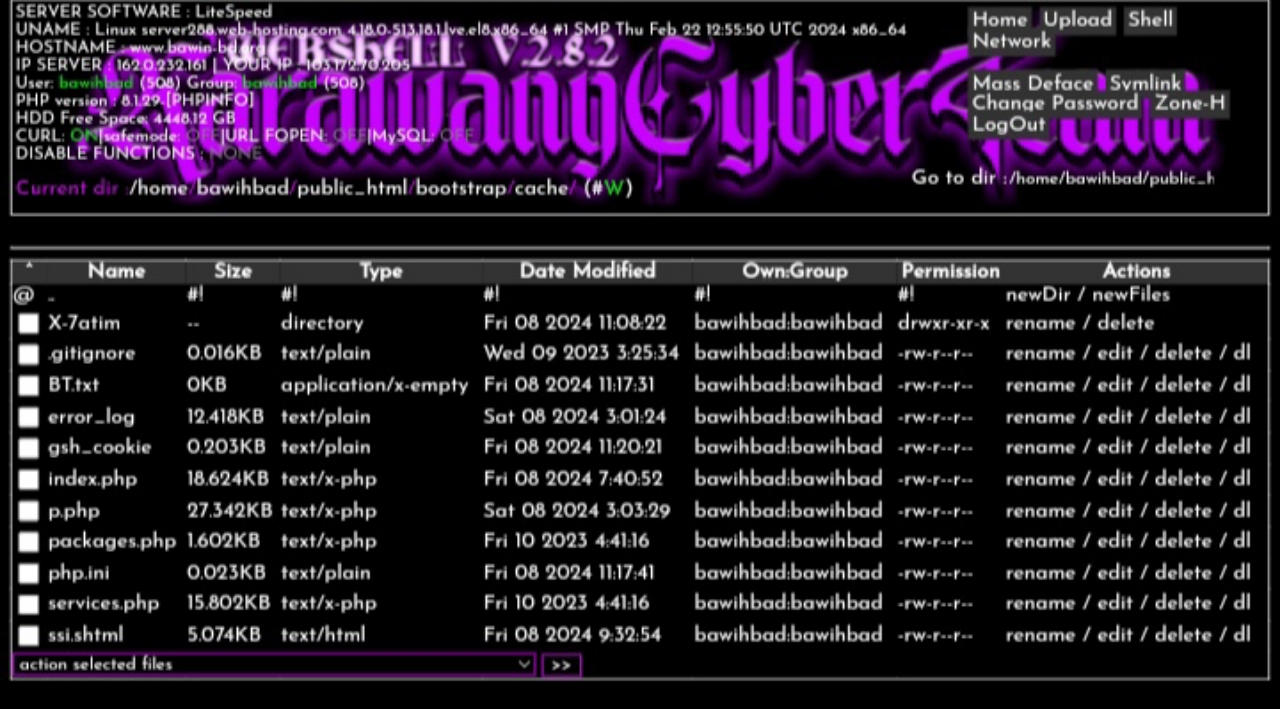 SERVER SOFTWARE : LiteSpeed
UNAME : Linux server288.web-hosting.com 4.18.0-513.18.1.lve.el8.x86_64 #1 SMP Thu Feb 22 12:55:50 UTC 2024 x86_64
HOSTNAME : www.bawin-bd.org
WEBSHELL V2.8.2
IP SERVER : 162.0.232.161 | YOUR IP : 103.172.70.205
User: bawihbad (508) Group: bawihbad (508)
PHP version : 8.1.29 [PHPINFO]
HDD Free Space: 4448.12 GB
CURL: ON|safemode: OFF|URL FOPEN: OFF|MySQL: OFF
DISABLE FUNCTIONS : NONE
Cyber Team
Home Upload Shell
Network
Mass Deface Symlink
Change Password Zone-H
LogOut
Current dir :/home/bawihbad/public_html/bootstrap/cache/ (#W)
Go to dir :/home/bawihbad/public_h
^ Name Size Type Date Modified Own:Group Permission Actions
@ .. #! #! #! #! #! newDir / newFiles
X-7atim -- directory Fri 08 2024 11:08:22 bawihbad:bawihbad drwxr-xr-x rename / delete
.gitignore 0.016KB text/plain Wed 09 2023 3:25:34 bawihbad:bawihbad -rw-r--r-- rename / edit / delete / dl
BT.txt 0KB application/x-empty Fri 08 2024 11:17:31 bawihbad:bawihbad -rw-r--r-- rename / edit / delete / dl
error_log 12.418KB text/plain Sat 08 2024 3:01:24 bawihbad:bawihbad -rw-r--r-- rename / edit / delete / dl
gsh_cookie 0.203KB text/plain Fri 08 2024 11:20:21 bawihbad:bawihbad -rw-r--r-- rename / edit / delete / dl
index.php 18.624KB text/x-php Fri 08 2024 7:40:52 bawihbad:bawihbad -rw-r--r-- rename / edit / delete / dl
p.php 27.342KB text/x-php Sat 08 2024 3:03:29 bawihbad:bawihbad -rw-r--r-- rename / edit / delete / dl
packages.php 1.602KB text/x-php Fri 10 2023 4:41:16 bawihbad:bawihbad -rw-r--r-- rename / edit / delete / dl
php.ini 0.023KB text/plain Fri 08 2024 11:17:41 bawihbad:bawihbad -rw-r--r-- rename / edit / delete / dl
services.php 15.802KB text/x-php Fri 10 2023 4:41:16 bawihbad:bawihbad -rw-r--r-- rename / edit / delete / dl
ssi.shtml 5.074KB text/html Fri 08 2024 9:32:54 bawihbad:bawihbad -rw-r--r-- rename / edit / delete / dl
action selected files >>